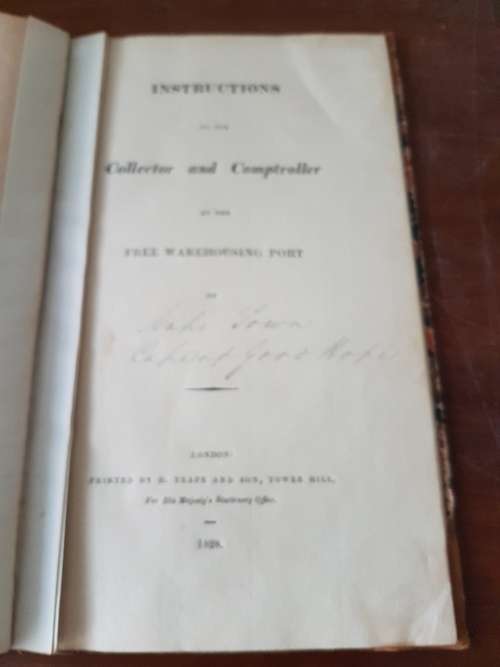 INSTRUCTIONS
TO THE
Collector and Comptroller
AT THE
FREE WAREHOUSING PORT
OF
Cape Town
Cape of Good Hope
LONDON:
PRINTED BY D. TEAPE AND SON, TOWER HILL,
For His Majesty's Stationery Office.